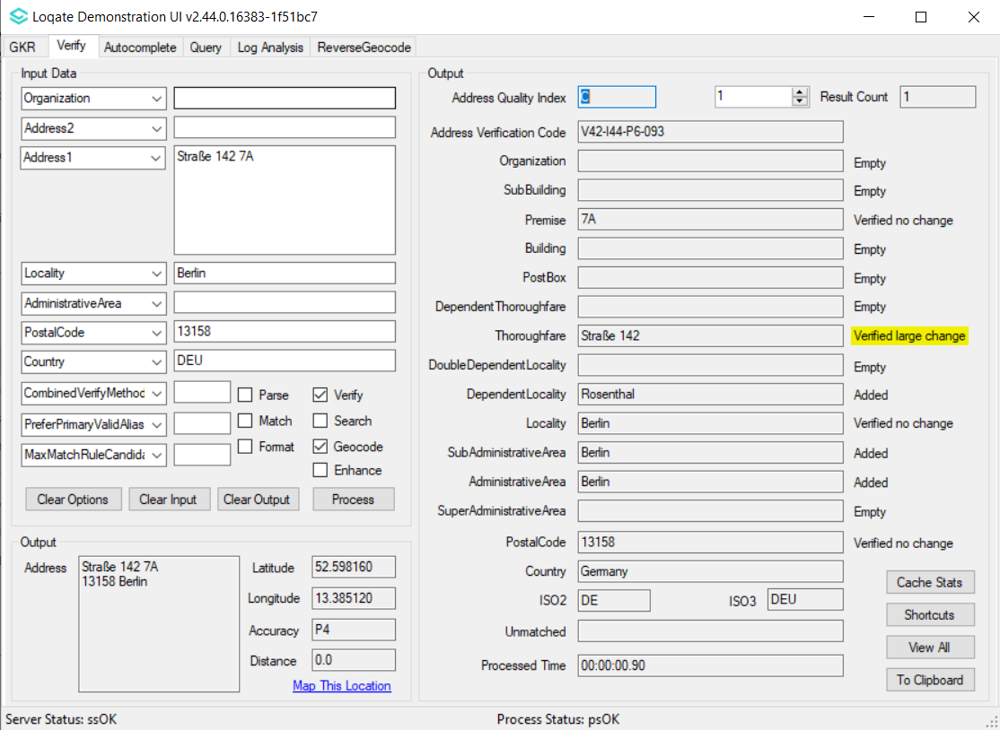 Loqate Demonstration UI v2.44.0.16383-1f51bc7
GKR Verify Autocomplete Query Log Analysis ReverseGeocode
Input Data
Organization
Address2
Address1 Straße 142 7A
Locality Berlin
AdministrativeArea
PostalCode 13158
Country DEU
CombinedVerifyMethod Parse Verify
PreferPrimaryValidAlias Match Search
MaxMatchRuleCandida Format Geocode
Enhance
Clear Options Clear Input Clear Output Process
Output
Address Straße 142 7A
13158 Berlin
Latitude 52.598160
Longitude 13.385120
Accuracy P4
Distance 0.0
Map This Location
Output
Address Quality Index C 1 Result Count 1
Address Verification Code V42-I44-P6-093
Organization Empty
SubBuilding Empty
Premise 7A Verified no change
Building Empty
PostBox Empty
DependentThoroughfare Empty
Thoroughfare Straße 142 Verified large change
DoubleDependentLocality Empty
DependentLocality Rosenthal Added
Locality Berlin Verified no change
SubAdministrativeArea Berlin Added
AdministrativeArea Berlin Added
SuperAdministrativeArea Empty
PostalCode 13158 Verified no change
Country Germany
ISO2 DE ISO3 DEU
Unmatched
Processed Time 00:00:00.90
Cache Stats
Shortcuts
View All
To Clipboard
Server Status: ssOK Process Status: psOK